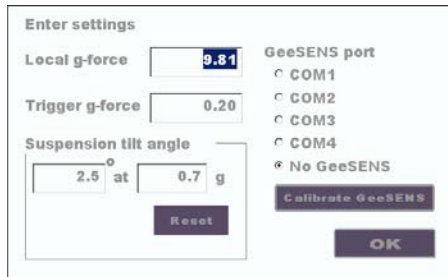 Enter settings
Local g-force 9.81
Trigger g-force 0.20
Suspension tilt angle
2.5 ° at 0.7 g
Reset
GeeSENS port
COM1
COM2
COM3
COM4
No GeeSENS
Calibrate GeeSENS
OK